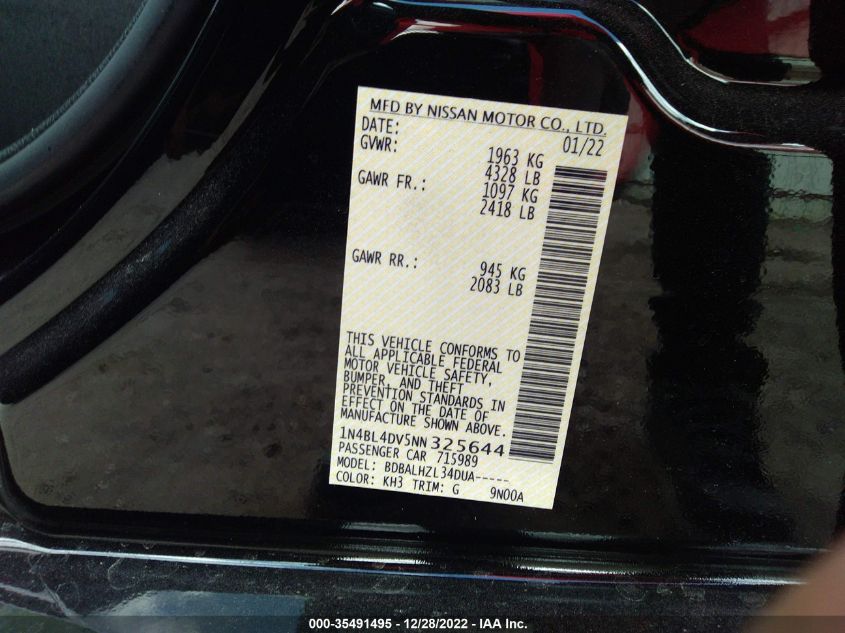 MFD BY NISSAN MOTOR CO., LTD.
DATE: 01/22
GVWR: 1963 KG
4328 LB
GAWR FR.: 1097 KG
2418 LB
GAWR RR.: 945 KG
2083 LB
THIS VEHICLE CONFORMS TO
ALL APPLICABLE FEDERAL
MOTOR VEHICLE SAFETY,
BUMPER, AND THEFT
PREVENTION STANDARDS IN
EFFECT ON THE DATE OF
MANUFACTURE SHOWN ABOVE.
1N4BL4DV5NN325644
PASSENGER CAR 715989
MODEL: BDBALHZL34DUA-----
COLOR: KH3 TRIM: G 9N00A
000-35491495 - 12/28/2022 - IAA Inc.